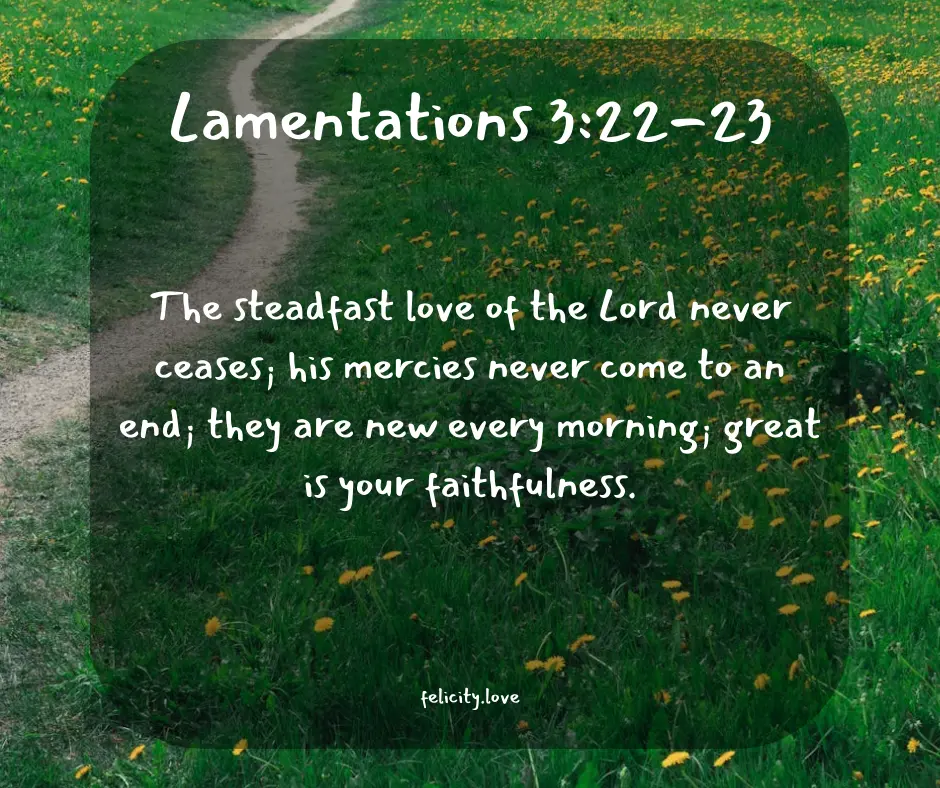 Lamentations 3:22-23
The steadfast love of the Lord never
ceases; his mercies never come to an
end; they are new every morning; great
is your faithfulness.
felicity.love